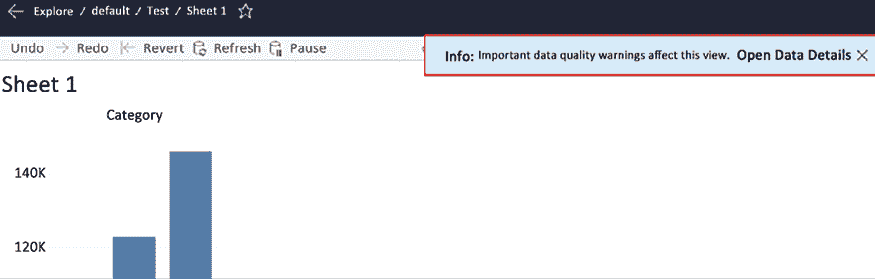 Explore / default / Test / Sheet 1
Undo Redo Revert Refresh Pause
Info: Important data quality warnings affect this view. Open Data Details
Sheet 1
Category
140K
120K